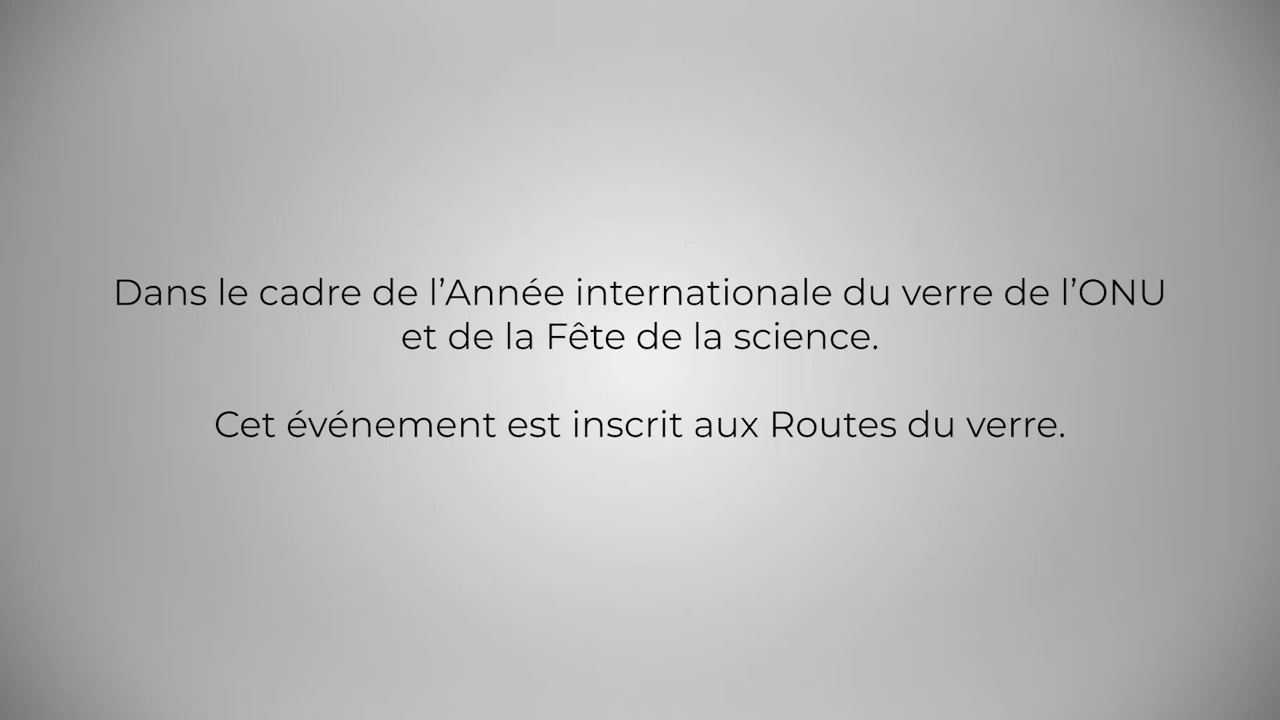 Dans le cadre de l’Année internationale du verre de l’ONU
et de la Fête de la science.
Cet événement est inscrit aux Routes du verre.